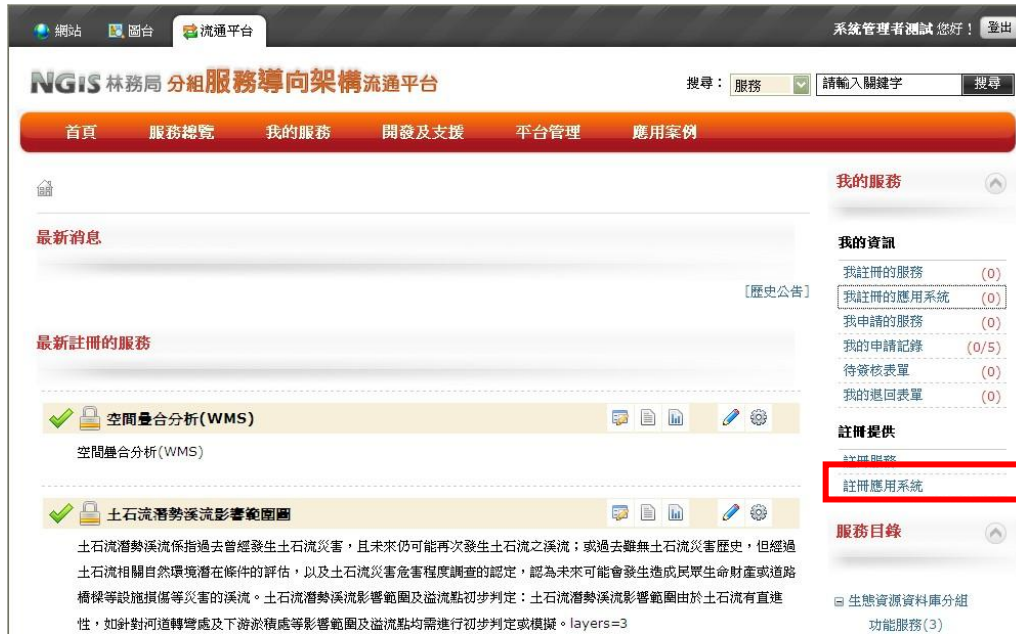 網站 圖台 流通平台 系統管理者測試 您好！ 登出
NGIS 林務局 分組服務導向架構流通平台 搜尋： 服務 請輸入關鍵字 搜尋
首頁 服務總覽 我的服務 開發及支援 平台管理 應用案例
最新消息
[歷史公告]
最新註冊的服務
空間疊合分析(WMS)
空間疊合分析(WMS)
土石流潛勢溪流影響範圍圖
土石流潛勢溪流係指過去曾經發生土石流災害，且未來仍可能再次發生土石流之溪流；或過去雖無土石流災害歷史，但經過
土石流相關自然環境潛在條件的評估，以及土石流災害危害程度調查的認定，認為未來可能會發生造成民眾生命財產或道路
橋樑等設施損傷等災害的溪流。土石流潛勢溪流影響範圍及溢流點初步判定：土石流潛勢溪流影響範圍由於土石流有直進
性，如針對河道轉彎處及下游淤積處等影響範圍及溢流點均需進行初步判定或模擬。layers=3
我的服務
我的資訊
我註冊的服務 (0)
我註冊的應用系統 (0)
我申請的服務 (0)
我的申請記錄 (0/5)
待簽核表單 (0)
我的退回表單 (0)
註冊提供
註冊服務
註冊應用系統
服務目錄
生態資源資料庫分組
功能服務(3)